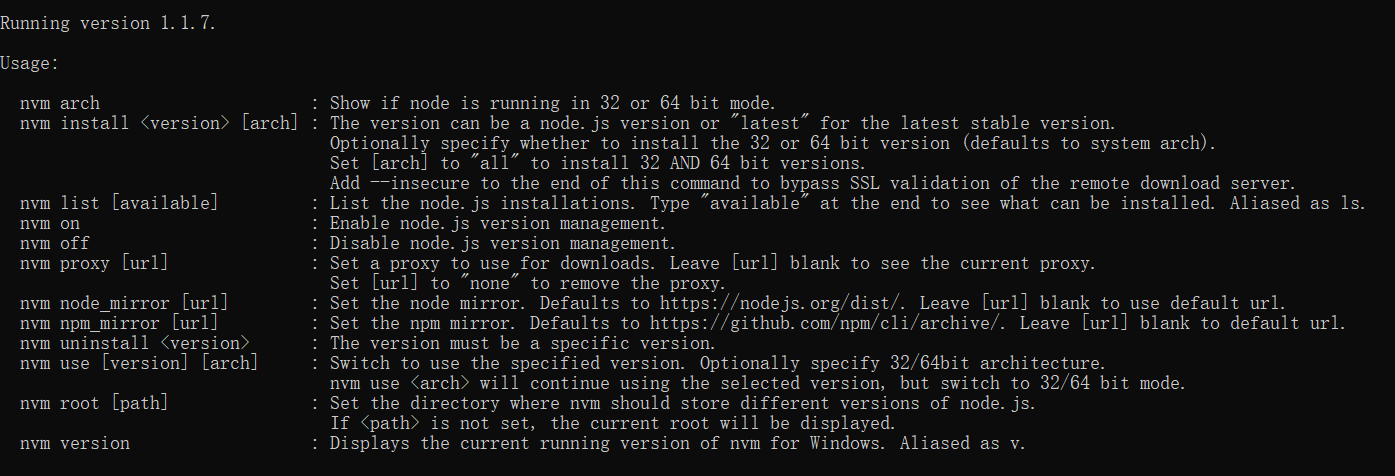 Running version 1.1.7.
Usage:
nvm arch : Show if node is running in 32 or 64 bit mode.
nvm install <version> [arch] : The version can be a node.js version or "latest" for the latest stable version.
Optionally specify whether to install the 32 or 64 bit version (defaults to system arch).
Set [arch] to "all" to install 32 AND 64 bit versions.
Add --insecure to the end of this command to bypass SSL validation of the remote download server.
nvm list [available] : List the node.js installations. Type "available" at the end to see what can be installed. Aliased as ls.
nvm on : Enable node.js version management.
nvm off : Disable node.js version management.
nvm proxy [url] : Set a proxy to use for downloads. Leave [url] blank to see the current proxy.
Set [url] to "none" to remove the proxy.
nvm node_mirror [url] : Set the node mirror. Defaults to https://nodejs.org/dist/. Leave [url] blank to use default url.
nvm npm_mirror [url] : Set the npm mirror. Defaults to https://github.com/npm/cli/archive/. Leave [url] blank to default url.
nvm uninstall <version> : The version must be a specific version.
nvm use [version] [arch] : Switch to use the specified version. Optionally specify 32/64bit architecture.
nvm use <arch> will continue using the selected version, but switch to 32/64 bit mode.
nvm root [path] : Set the directory where nvm should store different versions of node.js.
If <path> is not set, the current root will be displayed.
nvm version : Displays the current running version of nvm for Windows. Aliased as v.